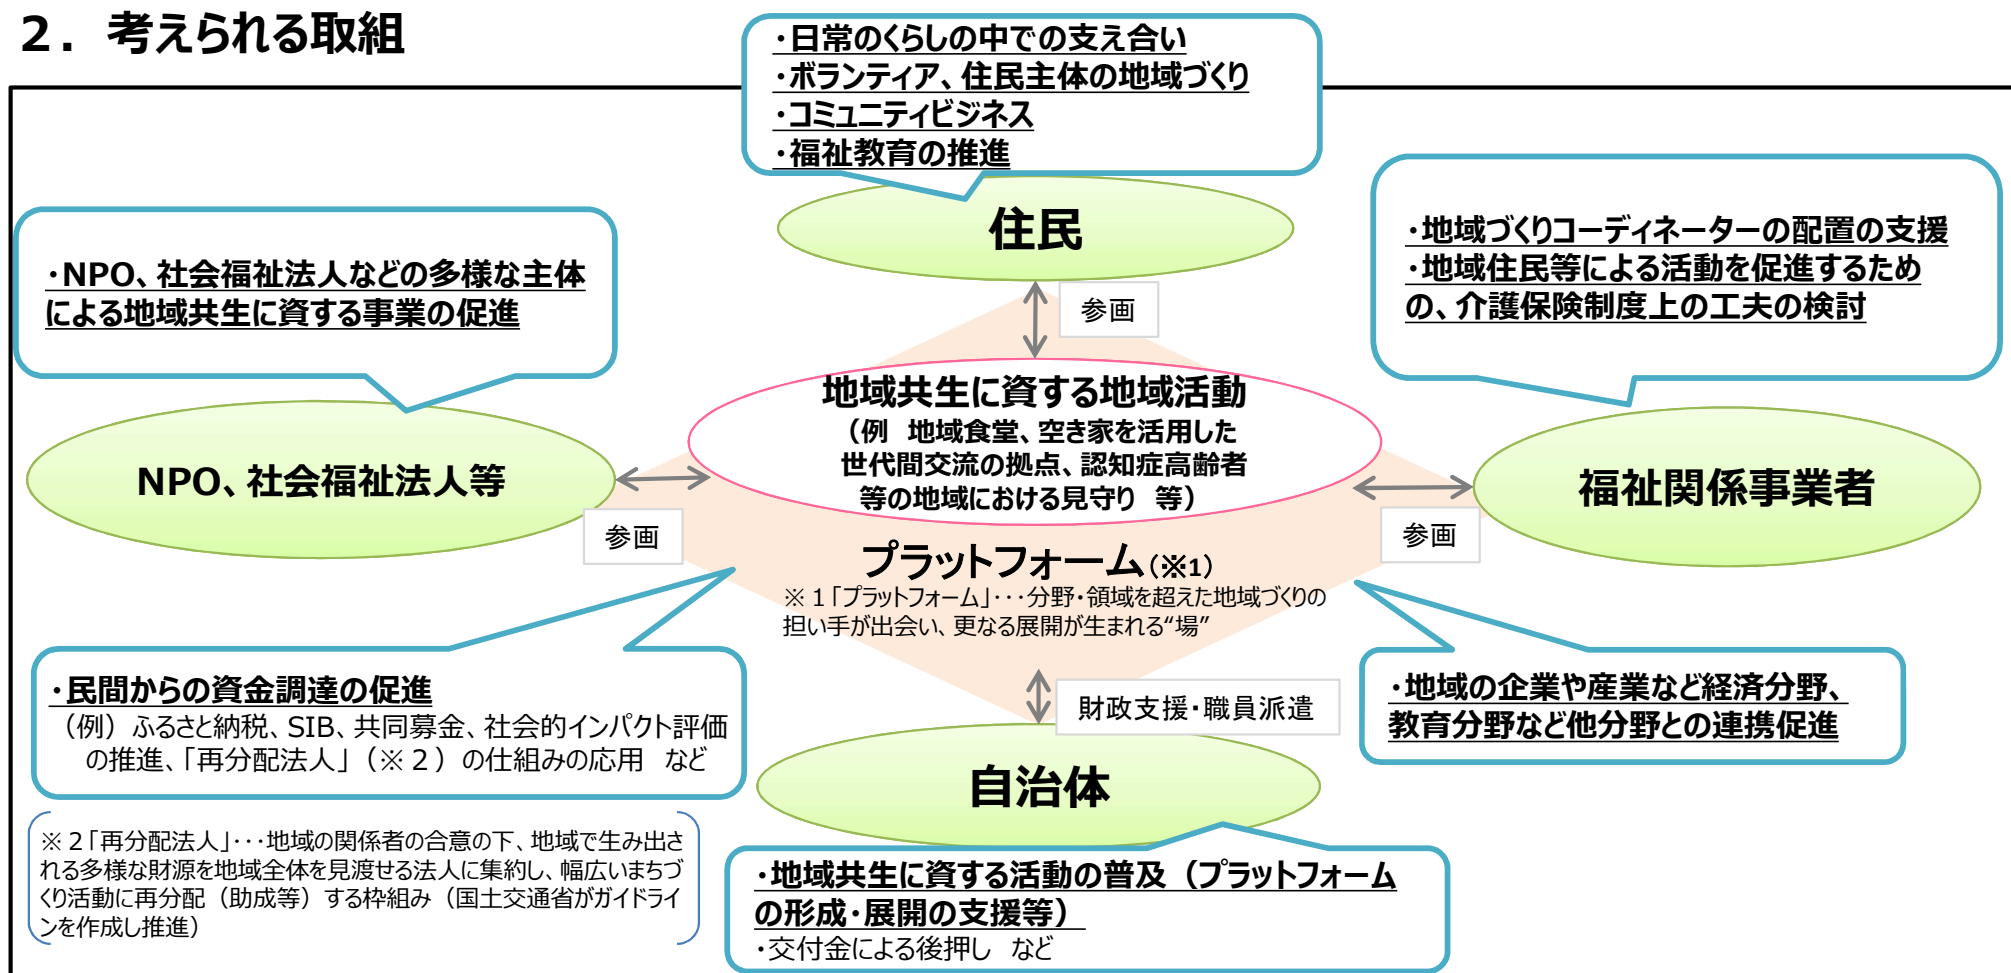 ２．考えられる取組
・日常のくらしの中での支え合い
・ボランティア、住民主体の地域づくり
・コミュニティビジネス
・福祉教育の推進
住民
・NPO、社会福祉法人などの多様な主体
による地域共生に資する事業の促進
・地域づくりコーディネーターの配置の支援
・地域住民等による活動を促進するため
の、介護保険制度上の工夫の検討
参画
地域共生に資する地域活動
（例　地域食堂、空き家を活用した
世代間交流の拠点、認知症高齢者
等の地域における見守り　等）
NPO、社会福祉法人等
福祉関係事業者
参画
参画
プラットフォーム（※1）
※１「プラットフォーム」・・・分野・領域を超えた地域づくりの
担い手が出会い、更なる展開が生まれる“場”
・民間からの資金調達の促進
（例）ふるさと納税、SIB、共同募金、社会的インパクト評価
の推進、「再分配法人」（※２）の仕組みの応用　など
財政支援・職員派遣
・地域の企業や産業など経済分野、
教育分野など他分野との連携促進
自治体
※２「再分配法人」・・・地域の関係者の合意の下、地域で生み出さ
れる多様な財源を地域全体を見渡せる法人に集約し、幅広いまちづ
くり活動に再分配（助成等）する枠組み（国土交通省がガイドライ
ンを作成し推進）
・地域共生に資する活動の普及（プラットフォーム
の形成・展開の支援等）
・交付金による後押し　など